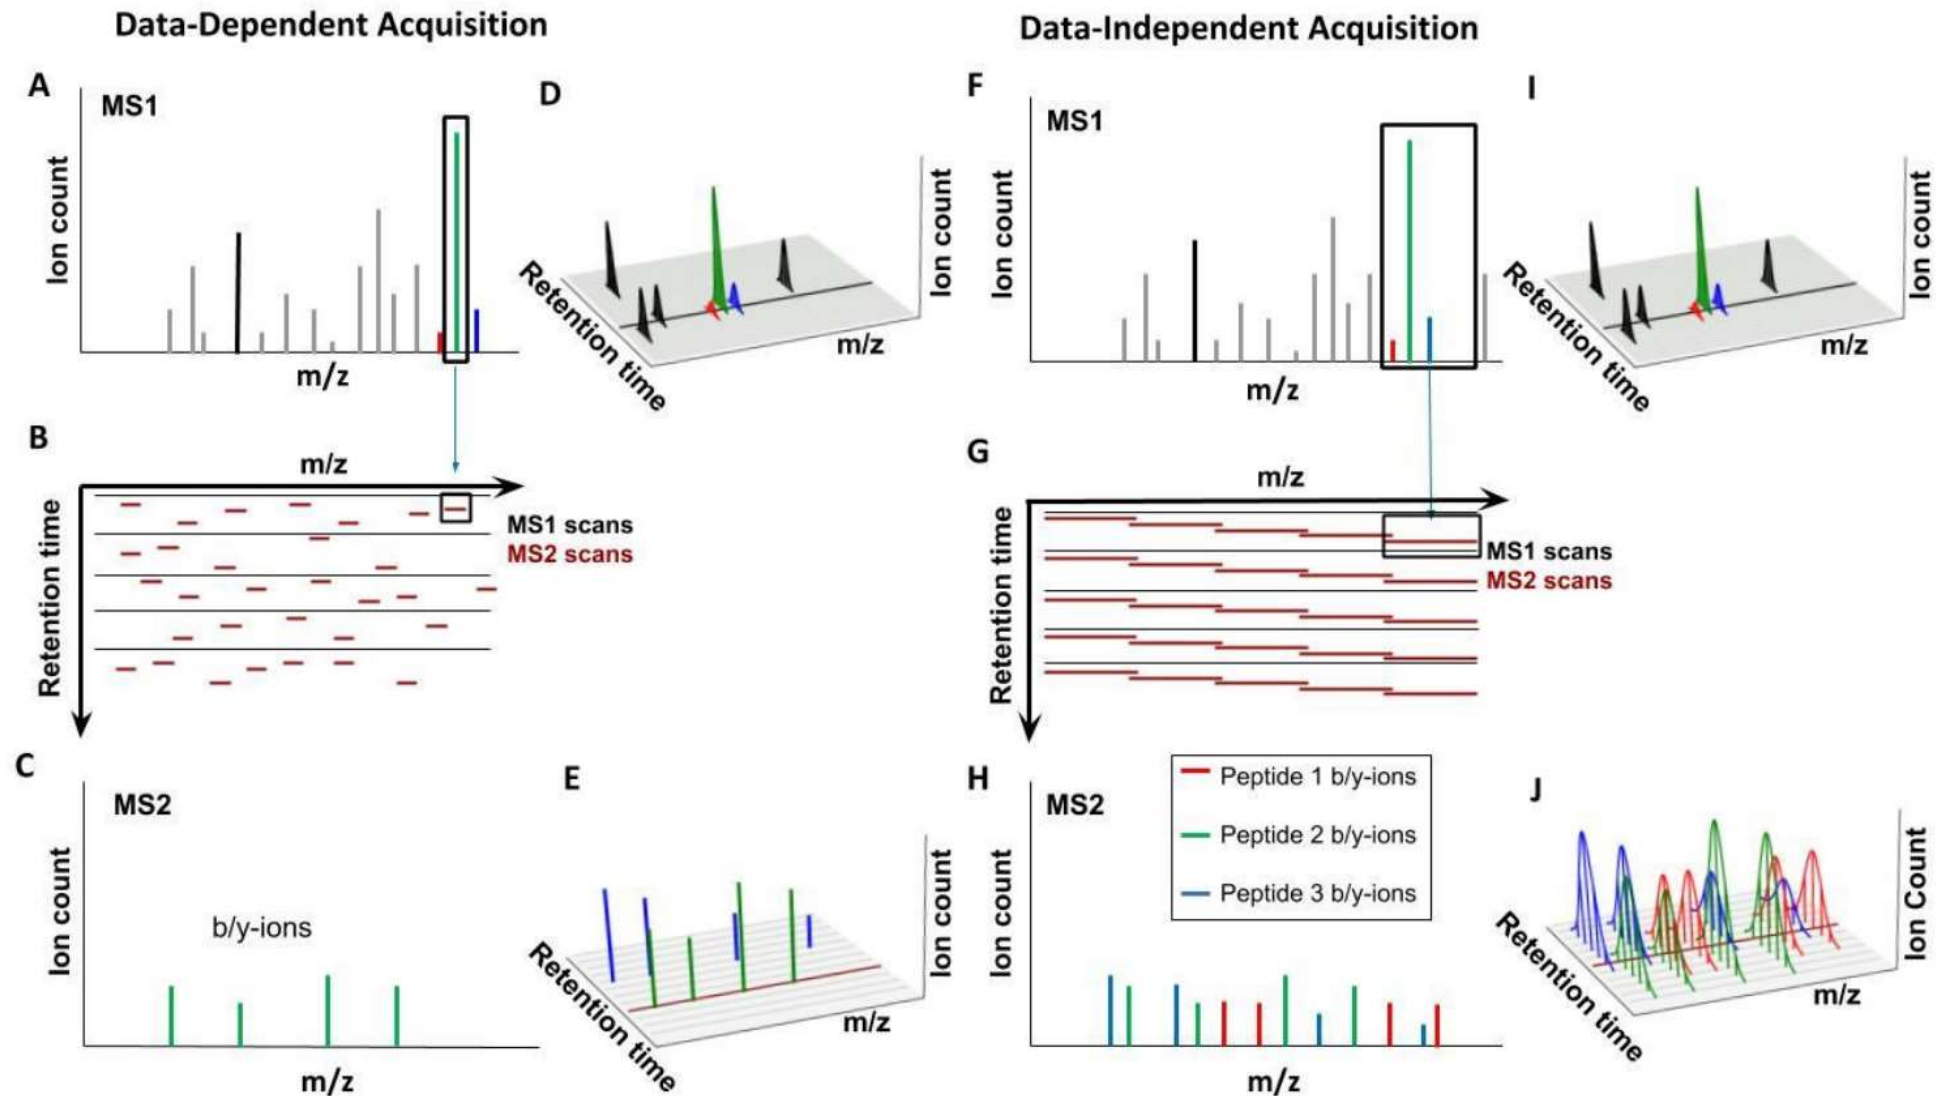 Data-Dependent Acquisition
Data-Independent Acquisition
A
MS1
Ion count
m/z
D
Ion count
Retention time
m/z
F
MS1
Ion count
m/z
I
Ion count
Retention time
m/z
B
m/z
Retention time
MS1 scans
MS2 scans
G
m/z
Retention time
MS1 scans
MS2 scans
C
MS2
Ion count
b/y-ions
m/z
E
Ion count
Retention time
m/z
H
MS2
Ion count
Peptide 1 b/y-ions
Peptide 2 b/y-ions
Peptide 3 b/y-ions
m/z
J
Ion Count
Retention time
m/z